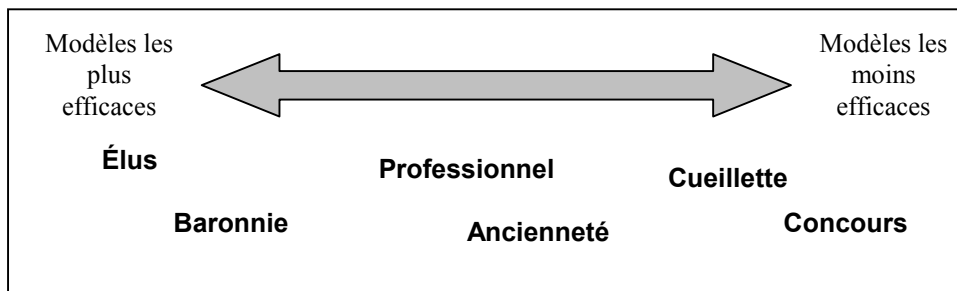 Modèles les
plus
efficaces
Modèles les
moins
efficaces
Élus
Professionnel
Cueillette
Baronnie
Ancienneté
Concours